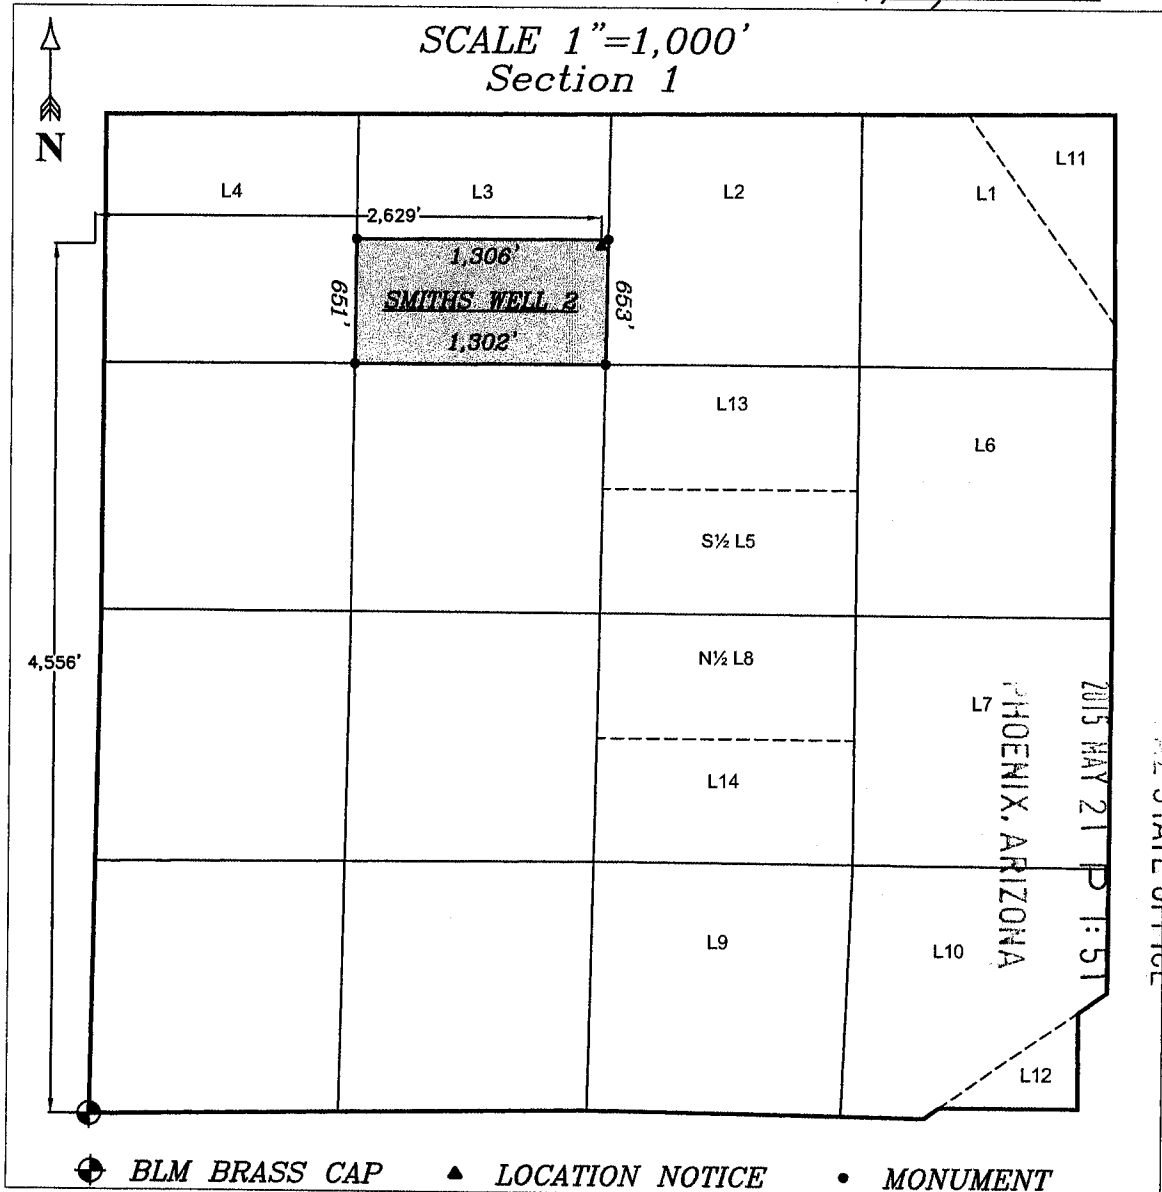 SCALE 1"=1,000'
Section 1
N
L4
L3
L2
L1
L11
2,629'
1,306'
651'
SMITHS WELL 2
653'
1,302'
L13
L6
S½ L5
4,556'
N½ L8
L7
L14
L9
L10
L12
2015 MAY 21 P 1:51
PHOENIX, ARIZONA
STATE OFFICE
BLM BRASS CAP
LOCATION NOTICE
MONUMENT